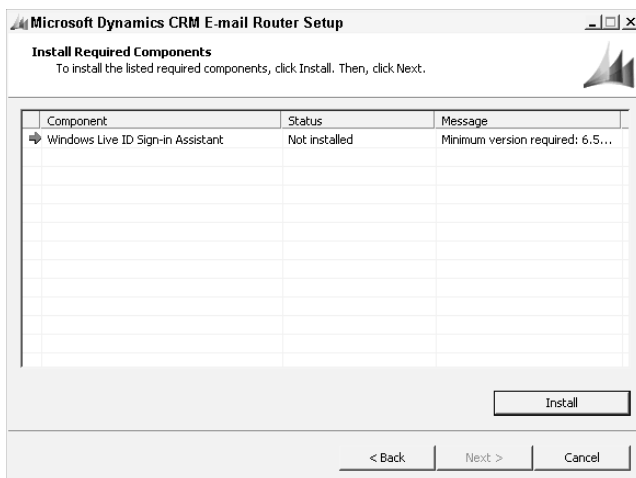 Microsoft Dynamics CRM E-mail Router Setup
Install Required Components
To install the listed required components, click Install. Then, click Next.
Component Status Message
Windows Live ID Sign-in Assistant Not installed Minimum version required: 6.5...
Install
< Back Next > Cancel